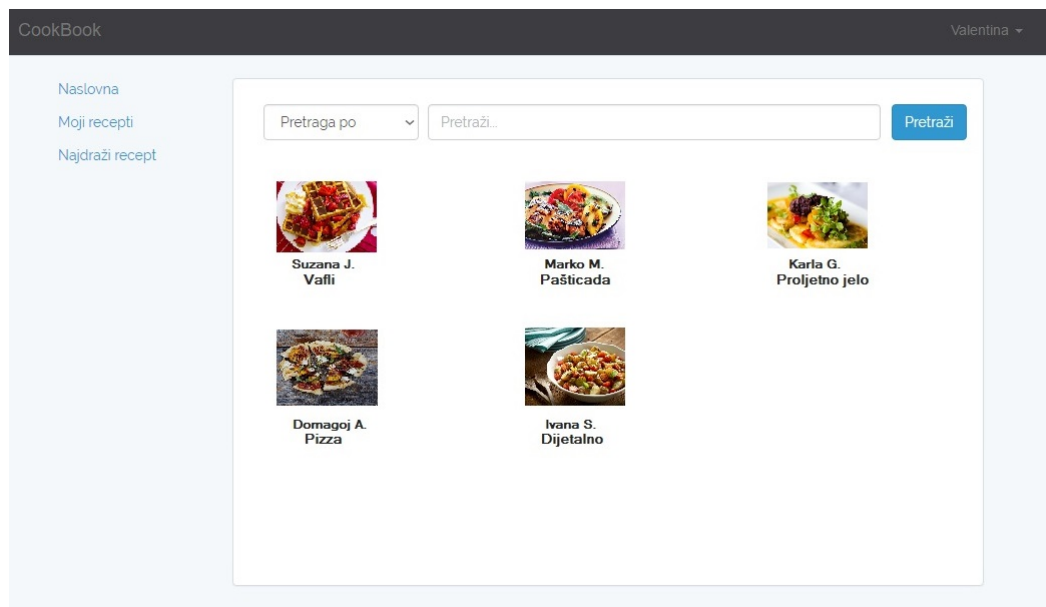 CookBook
Valentina
Naslovna
Moji recepti
Najdraži recept
Pretraga po
Pretraži...
Pretraži
Suzana J.
Vafli
Marko M.
Pašticada
Karla G.
Proljetno jelo
Domagoj A.
Pizza
Ivana S.
Dijetalno